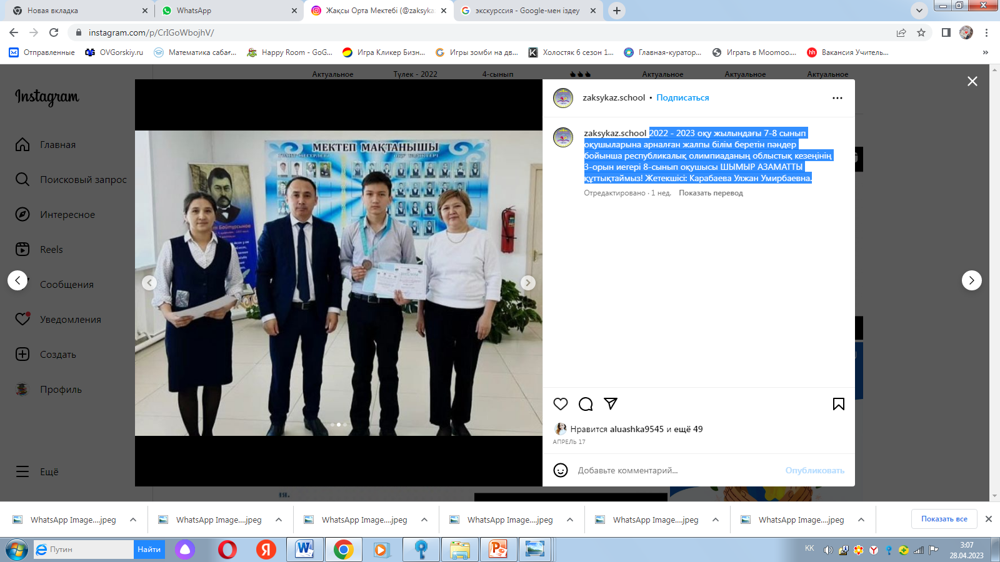 Новая вкладка
WhatsApp
Жақсы Орта Мектебі (@zaksyka
экскурссия - Google-мен іздеу
instagram.com/p/CrIGoWbojhV/
Отправленные
OVGorskiy.ru
Математика сабағ...
Happy Room - GoG...
Игра Кликер Бизн...
Игры зомби на дв...
Холостяк 6 сезон 1...
Главная-куратор...
Играть в Moomoo....
Вакансия Учитель...
Актуальное
Түлек - 2022
4-сынып
Актуальное
Актуальное
Актуальное
Instagram
Главная
Поисковый запрос
Интересное
Reels
Сообщения
Уведомления
Создать
Профиль
Ещё
МЕКТЕП МАҚТАНЫШЫ
Байтұрсынов
zaksykaz.school • Подписаться
zaksykaz.school 2022 - 2023 оқу жылындағы 7-8 сынып
оқушыларына арналған жалпы білім беретін пәндер
бойынша республикалық олимпиаданың облыстық кезеңінің
3-орын иегері 8-сынып оқушысы ШЫМЫР АЗАМАТТЫ
құттықтаймыз! Жетекшісі: Карабаева Улжан Умирбаевна.
Отредактировано · 1 нед. Показать перевод
Нравится aluashka9545 и ещё 49
АПРЕЛЬ 17
Добавьте комментарий...
Опубликовать
WhatsApp Image....jpeg
WhatsApp Image....jpeg
WhatsApp Image....jpeg
WhatsApp Image....jpeg
WhatsApp Image....jpeg
WhatsApp Image....jpeg
Показать все
Путин
Найти
KK
3:07
28.04.2023